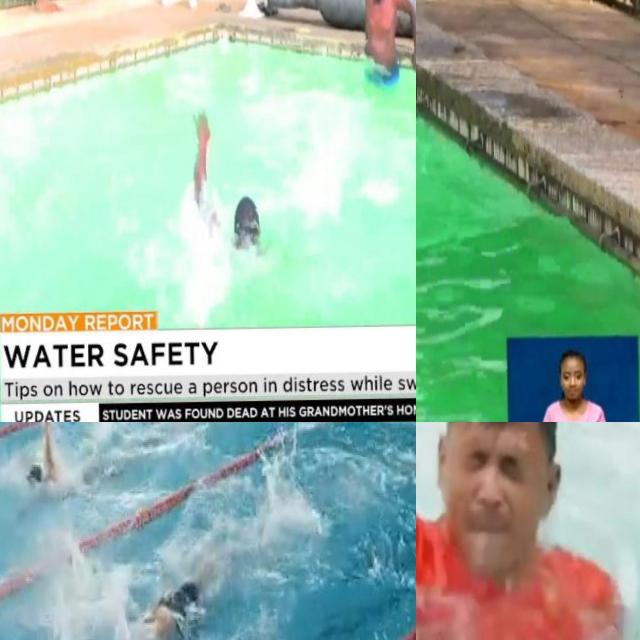 MONDAY REPORT
WATER SAFETY
Tips on how to rescue a person in distress while sw
UPDATES
STUDENT WAS FOUND DEAD AT HIS GRANDMOTHER'S HO